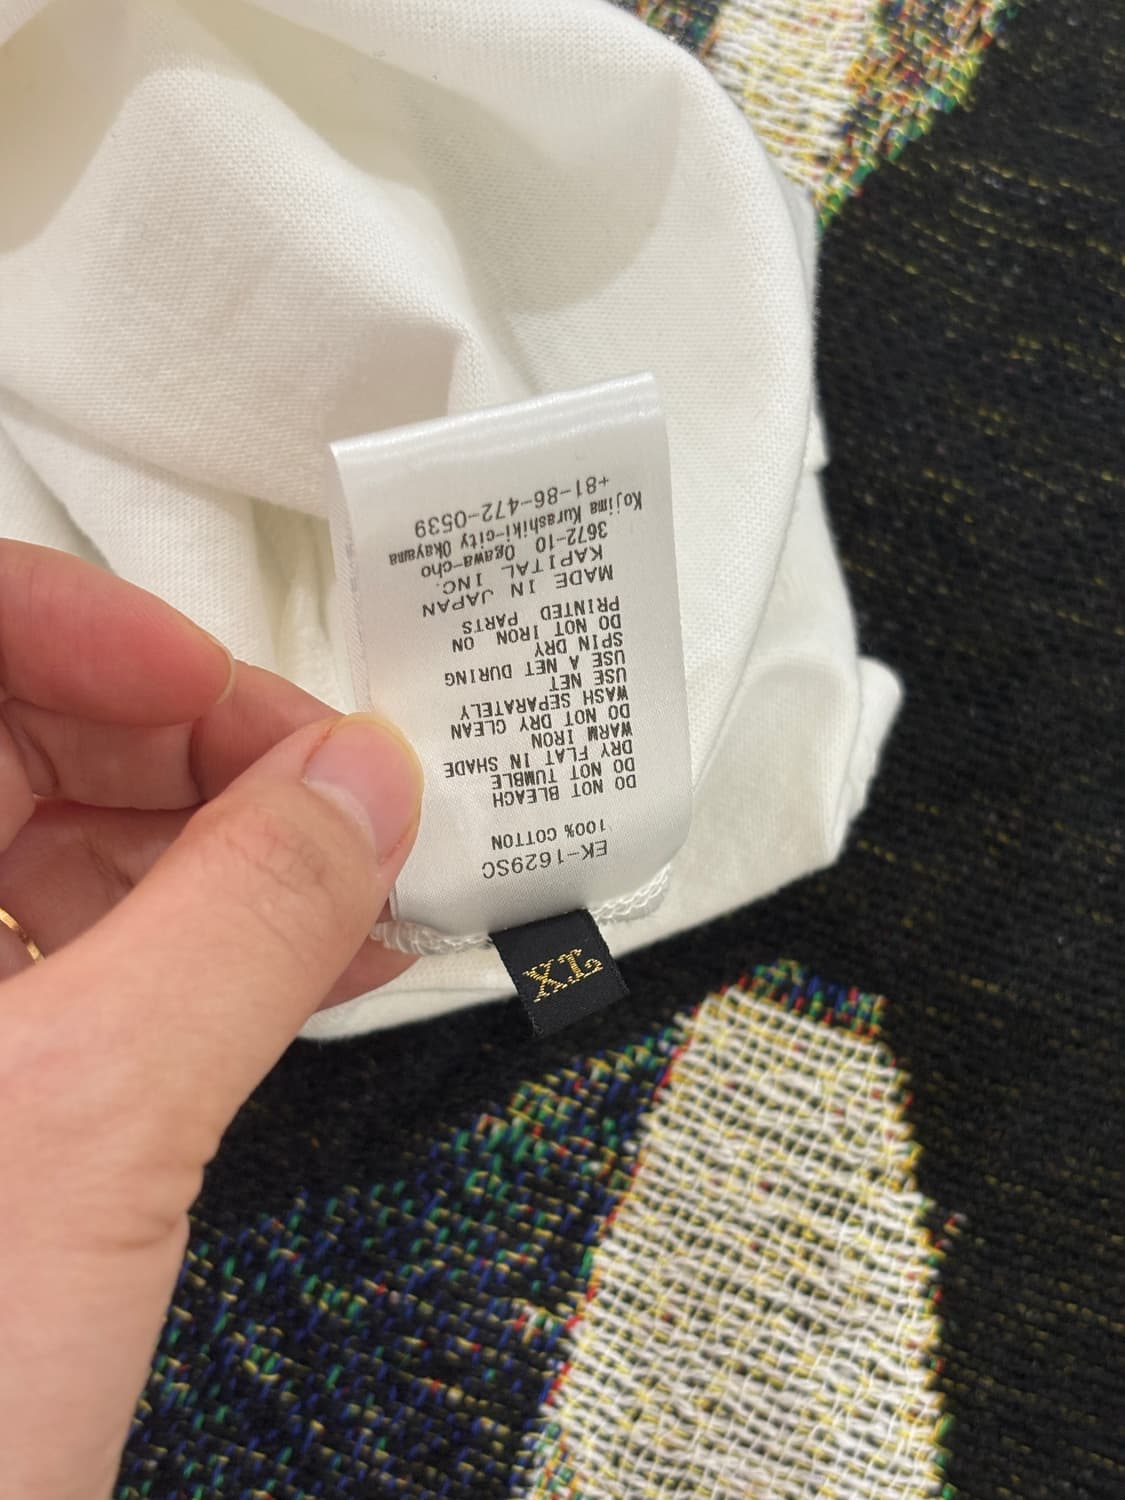 EK-1629SC
100% COTTON
DO NOT BLEACH
DO NOT TUMBLE
DRY FLAT IN SHADE
WARM IRON
DO NOT DRY CLEAN
WASH SEPARATELY
USE NET
USE A NET DURING
SPIN DRY
DO NOT IRON ON
PRINTED PARTS
MADE IN JAPAN
KAPITAL INC.
3672-10 Ogawa-cho
Kojima Kurashiki-city Okayama
+81-86-472-0539
XL